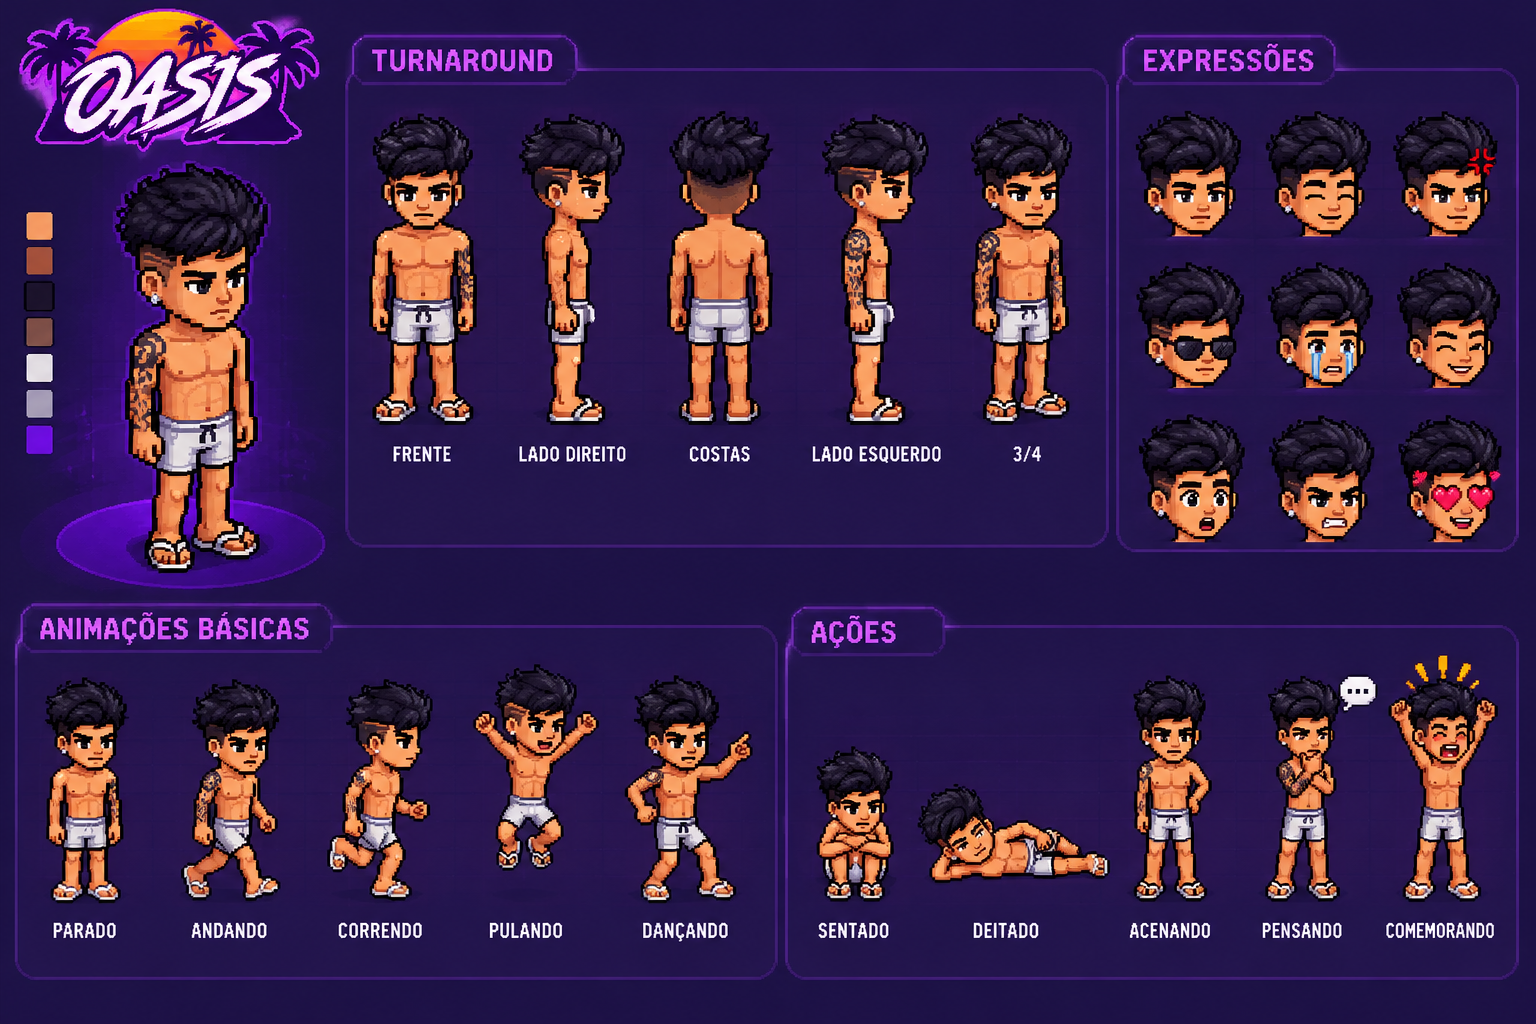 OASIS
TURNAROUND
FRENTE
LADO DIREITO
COSTAS
LADO ESQUERDO
3/4
EXPRESSÕES
ANIMAÇÕES BÁSICAS
PARADO
ANDANDO
CORRENDO
PULANDO
DANÇANDO
AÇÕES
SENTADO
DEITADO
ACENANDO
PENSANDO
COMEMORANDO